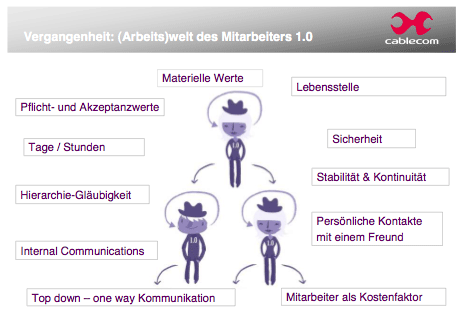 Vergangenheit: (Arbeits)welt des Mitarbeiters 1.0
cablecom
Materielle Werte
Lebensstelle
Pflicht- und Akzeptanzwerte
Sicherheit
Tage / Stunden
1.0
Stabilität & Kontinuität
Hierarchie-Gläubigkeit
Persönliche Kontakte
mit einem Freund
1.0
1.0
Internal Communications
Top down – one way Kommunikation
Mitarbeiter als Kostenfaktor